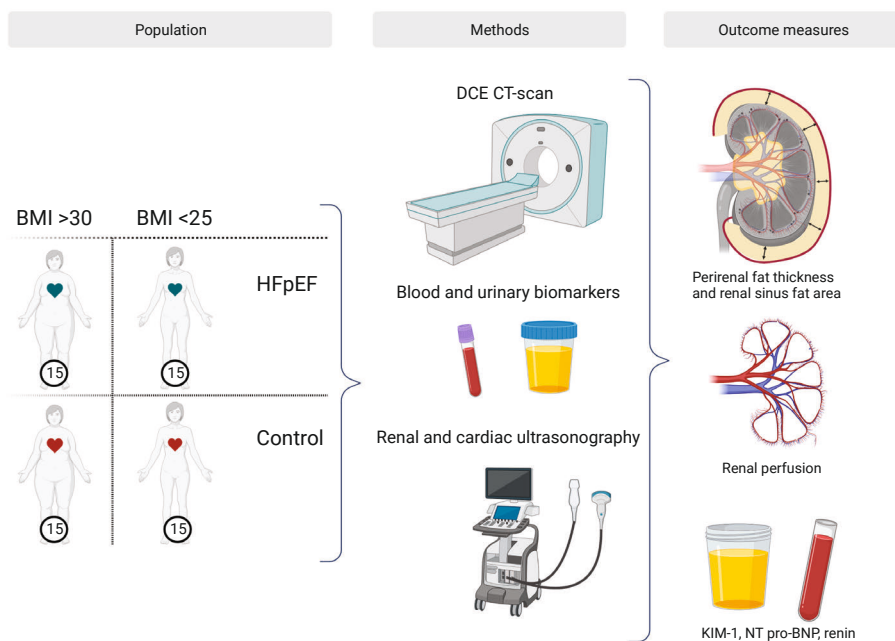 Population
Methods
Outcome measures
BMI >30
BMI <25
HFpEF
15
15
Control
15
15
DCE CT-scan
Blood and urinary biomarkers
Renal and cardiac ultrasonography
Perirenal fat thickness
and renal sinus fat area
Renal perfusion
KIM-1, NT pro-BNP, renin